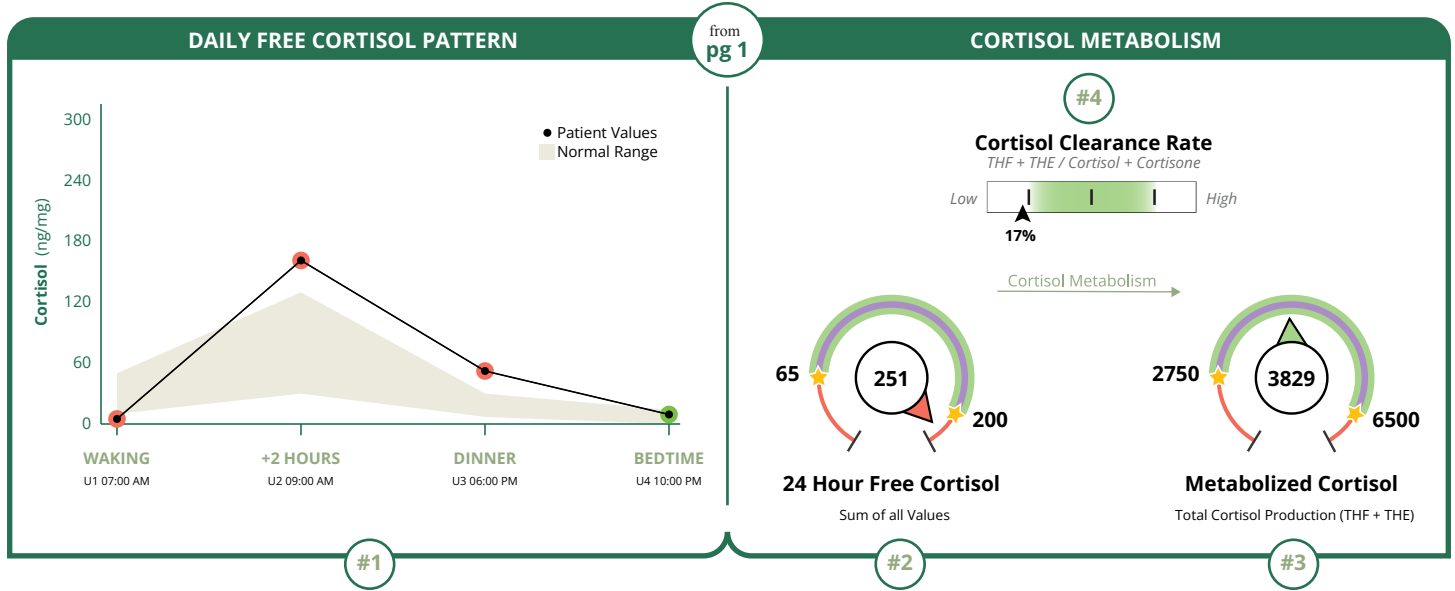 DAILY FREE CORTISOL PATTERN
from
pg 1
CORTISOL METABOLISM
300
240
180
120
60
0
Cortisol (ng/mg)
Patient Values
Normal Range
WAKING
U1 07:00 AM
+2 HOURS
U2 09:00 AM
DINNER
U3 06:00 PM
BEDTIME
U4 10:00 PM
#1
#4
Cortisol Clearance Rate
THF + THE / Cortisol + Cortisone
Low
High
17%
Cortisol Metabolism
65
251
200
24 Hour Free Cortisol
Sum of all Values
#2
2750
3829
6500
Metabolized Cortisol
Total Cortisol Production (THF + THE)
#3